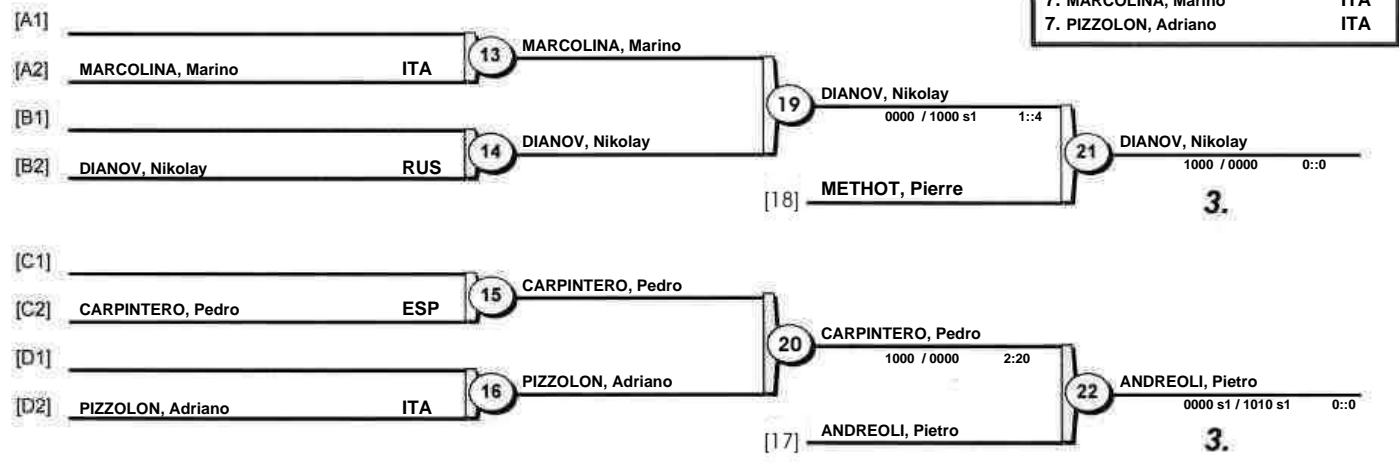 7. MARCOLINA, Marino ITA
7. PIZZOLON, Adriano ITA
[A1]
13 MARCOLINA, Marino
[A2] MARCOLINA, Marino ITA
19 DIANOV, Nikolay
0000 / 1000 s1 1::4
[B1]
14 DIANOV, Nikolay
[B2] DIANOV, Nikolay RUS
21 DIANOV, Nikolay
1000 / 0000 0::0
[18] METHOT, Pierre
3.
[C1]
15 CARPINTERO, Pedro
[C2] CARPINTERO, Pedro ESP
20 CARPINTERO, Pedro
1000 / 0000 2:20
[D1]
16 PIZZOLON, Adriano
[D2] PIZZOLON, Adriano ITA
22 ANDREOLI, Pietro
0000 s1 / 1010 s1 0::0
[17] ANDREOLI, Pietro
3.